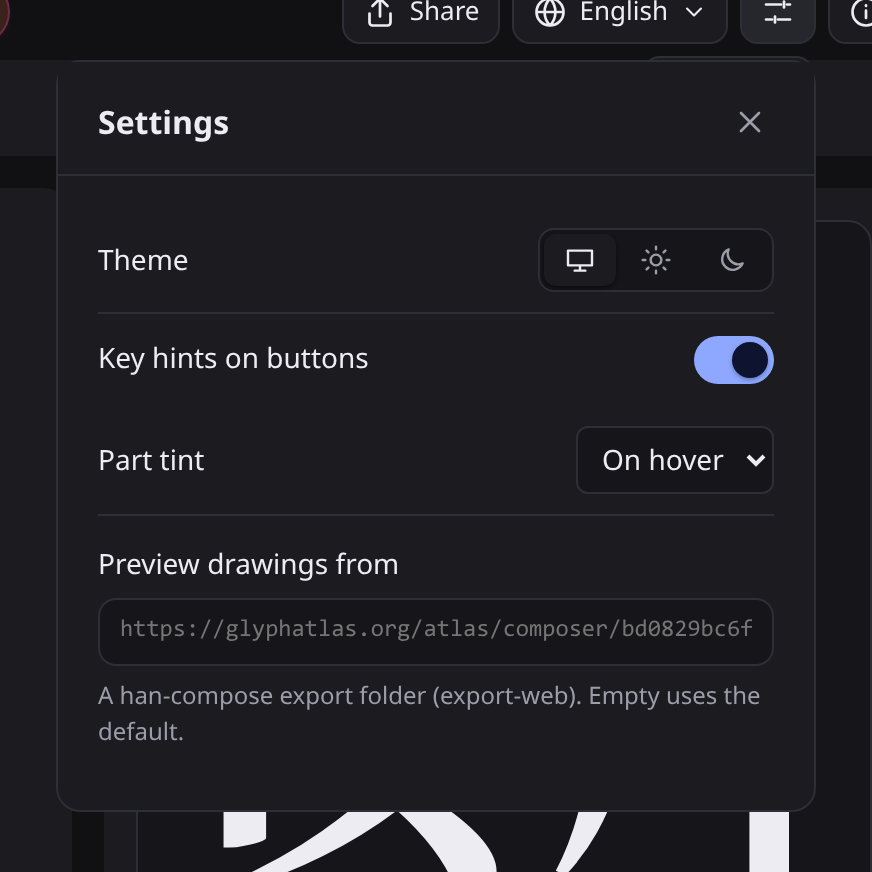 Share
English
Settings
Theme
Key hints on buttons
Part tint
On hover
Preview drawings from
https://glyphatlas.org/atlas/composer/bd0829bc6f
A han-compose export folder (export-web). Empty uses the
default.